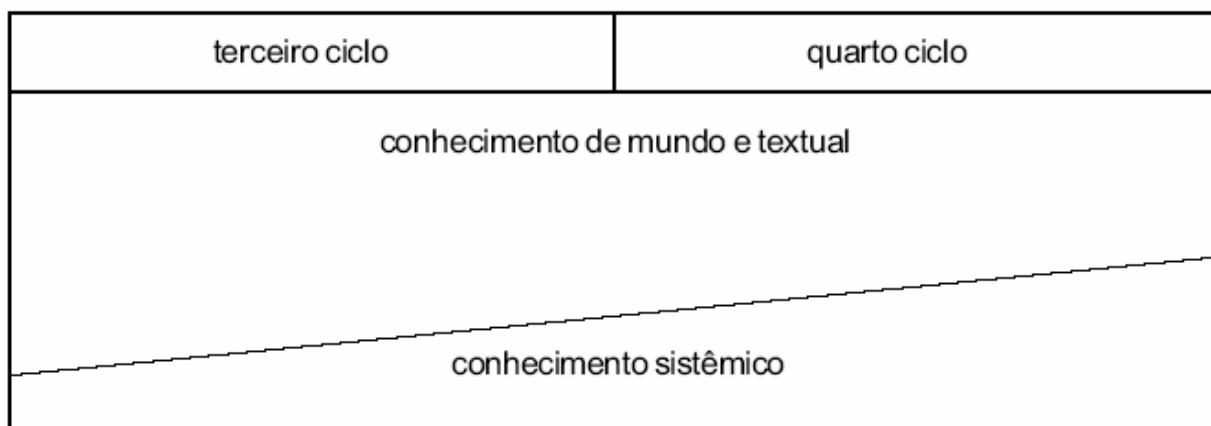 terceiro ciclo
quarto ciclo
conhecimento de mundo e textual
conhecimento sistêmico